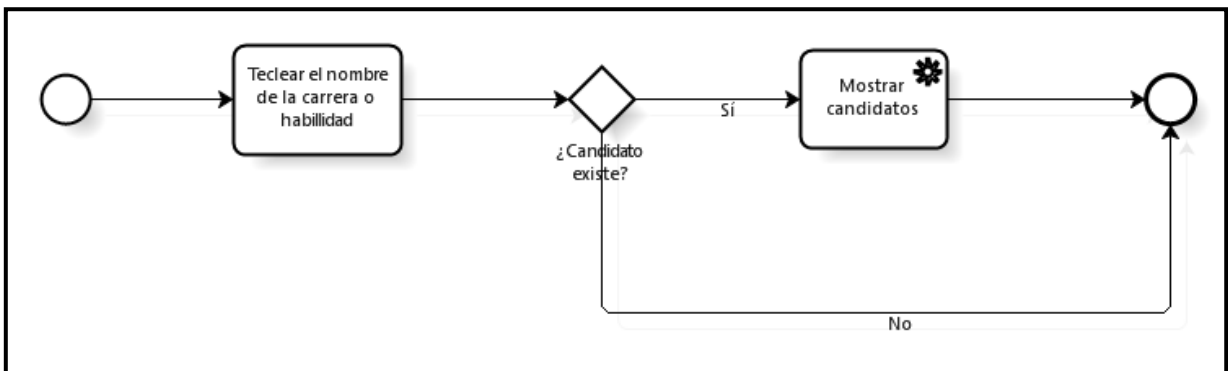 Teclear el nombre
de la carrera o
habillidad
¿Candidato
existe?
Sí
Mostrar
candidatos
No